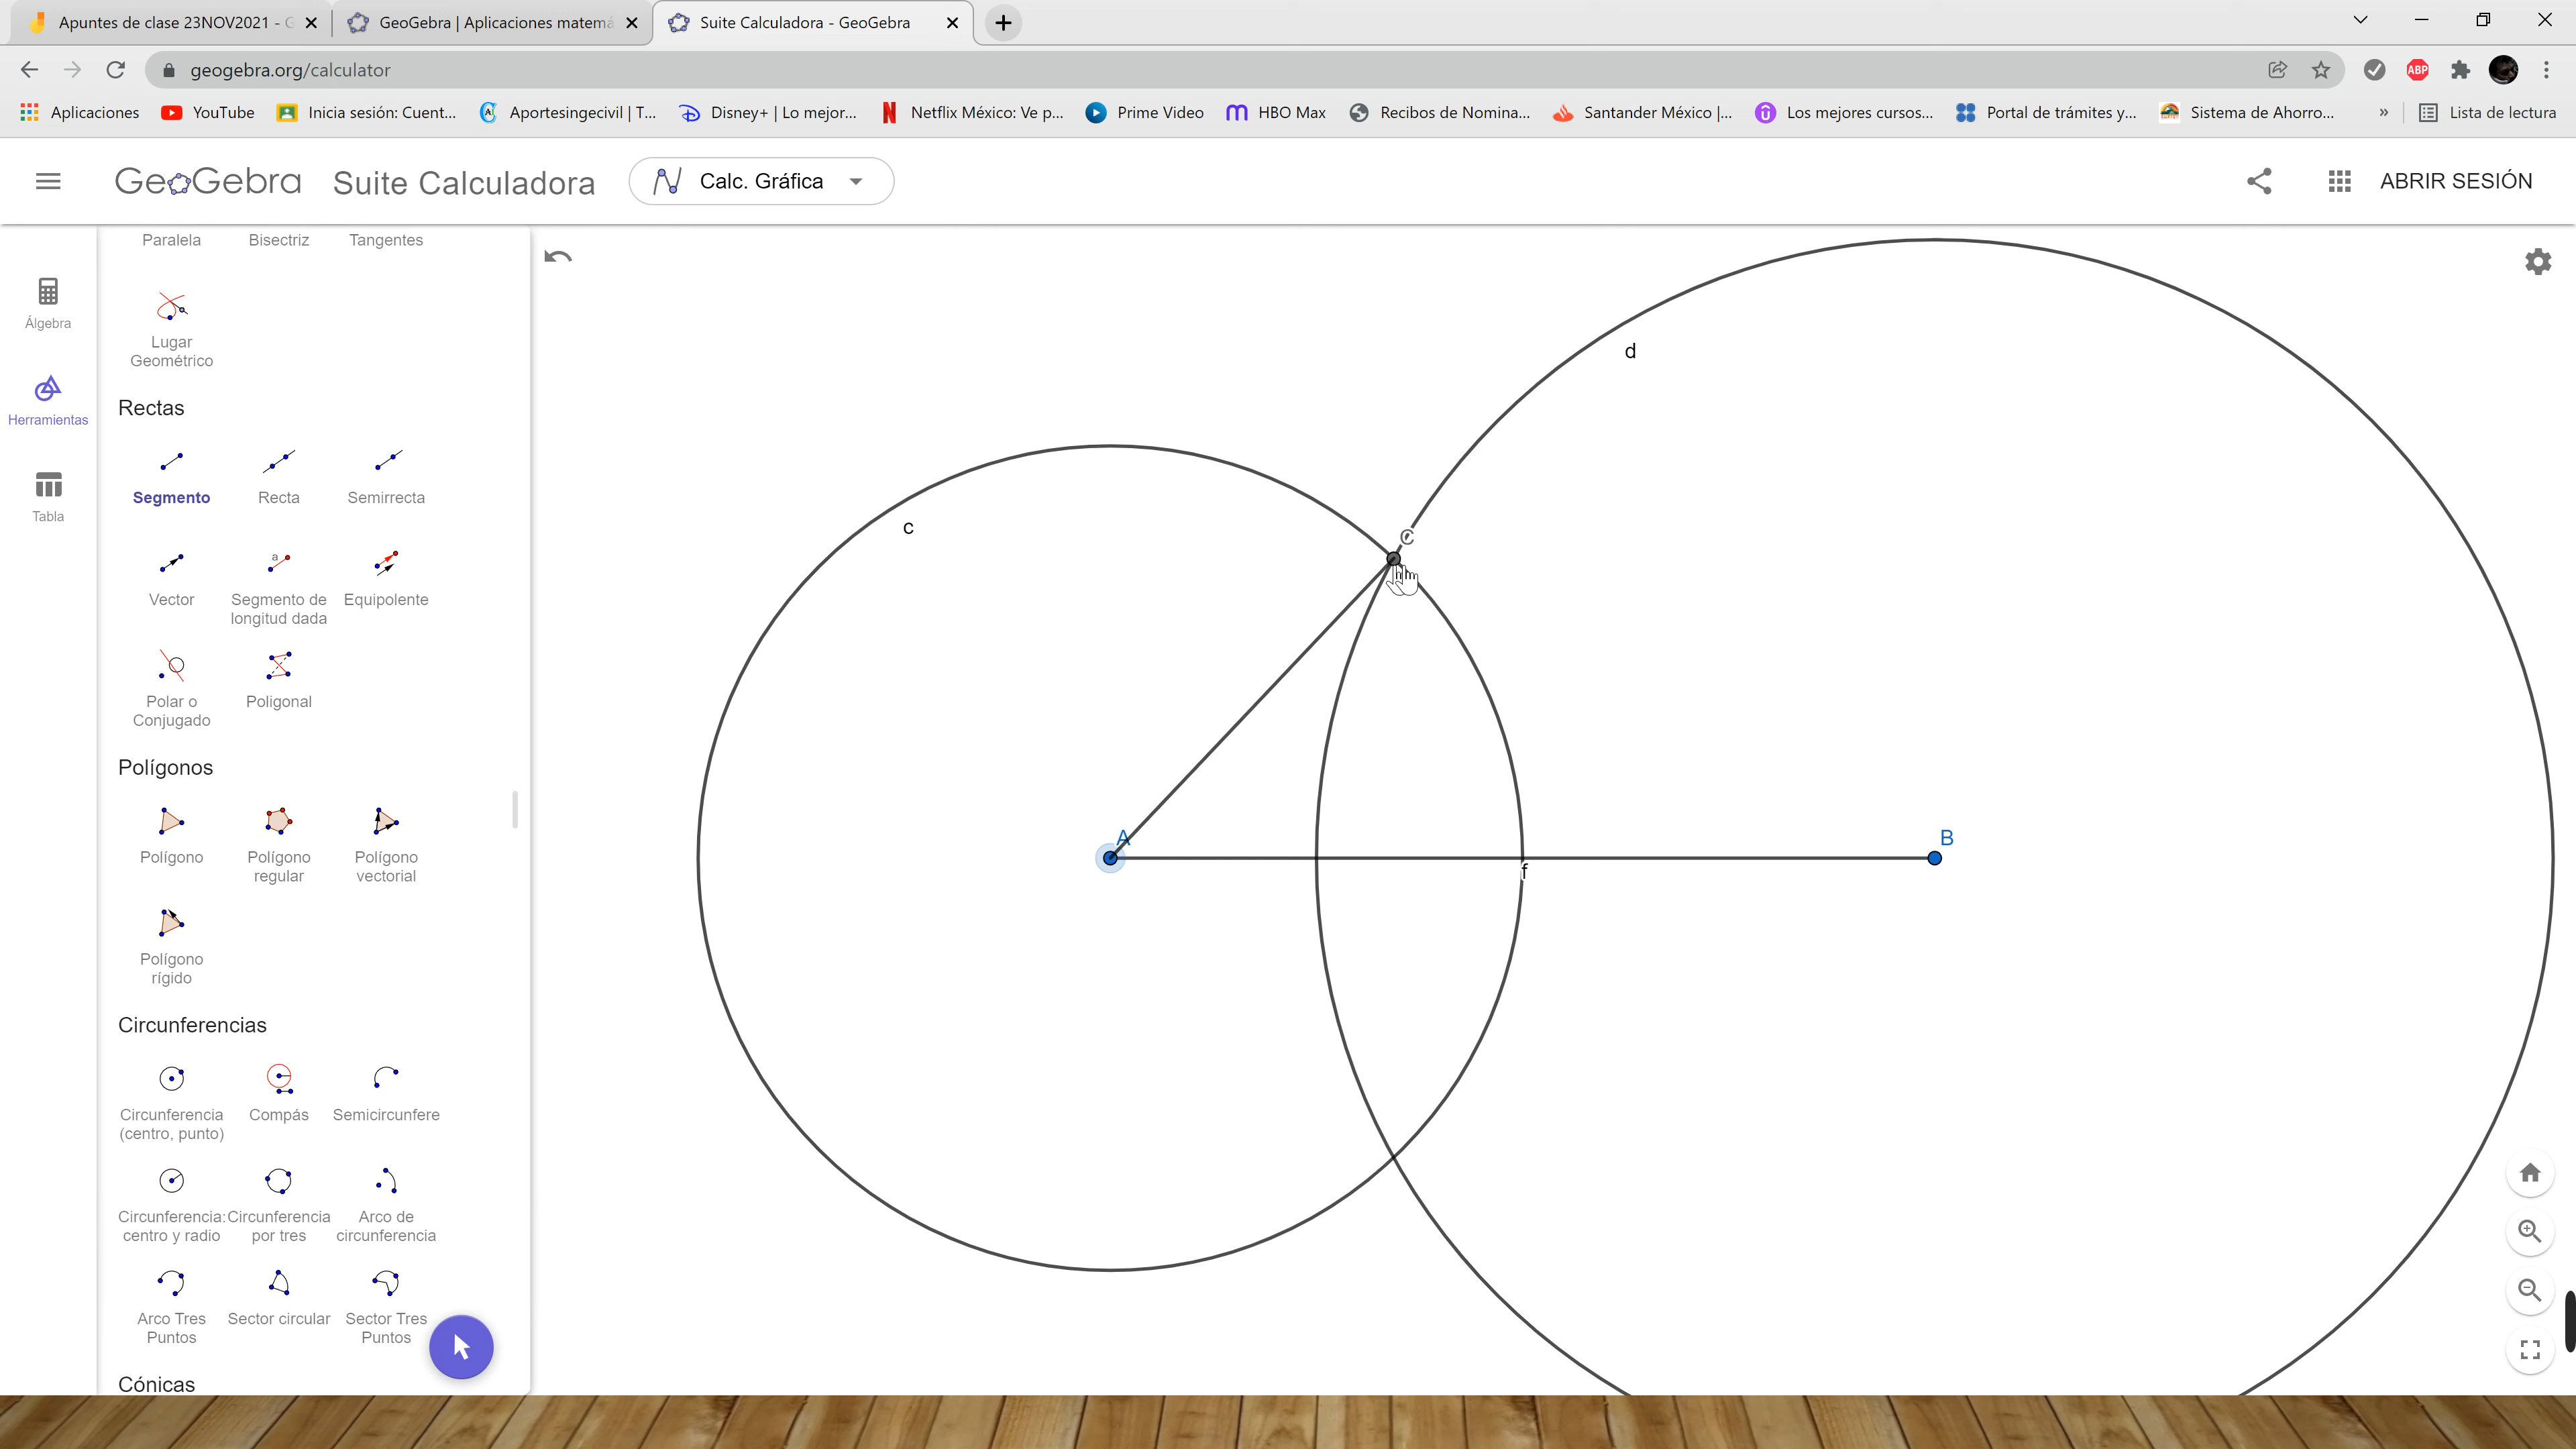 Apuntes de clase 23NOV2021 - G
GeoGebra | Aplicaciones matemá
Suite Calculadora - GeoGebra
geogebra.org/calculator
ABP
Aplicaciones
YouTube
Inicia sesión: Cuent...
Aportesingecivil | T...
Disney+ | Lo mejor...
Netflix México: Ve p...
Prime Video
HBO Max
Recibos de Nomina...
Santander México |...
Los mejores cursos...
Portal de trámites y...
Sistema de Ahorro...
»
Lista de lectura
GeoGebra
Suite Calculadora
Calc. Gráfica
ABRIR SESIÓN
Álgebra
Herramientas
Tabla
Paralela
Bisectriz
Tangentes
Lugar
Geométrico
Rectas
Segmento
Recta
Semirrecta
Vector
a
Segmento de
longitud dada
Equipolente
Polar o
Conjugado
Poligonal
Polígonos
Polígono
Polígono
regular
Polígono
vectorial
Polígono
rígido
Circunferencias
Circunferencia
(centro, punto)
Compás
Semicircunfere
Circunferencia:
centro y radio
Circunferencia
por tres
Arco de
circunferencia
Arco Tres
Puntos
Sector circular
Sector Tres
Puntos
Cónicas
d
c
C
A
B
f